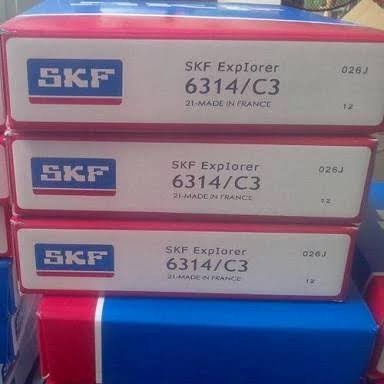 SKF
SKF Explorer
026J
6314/C3
21-MADE IN FRANCE
12
SKF
SKF Explorer
026J
6314/C3
21-MADE IN FRANCE
12
SKF
SKF Explorer
026J
6314/C3
21-MADE IN FRANCE
12